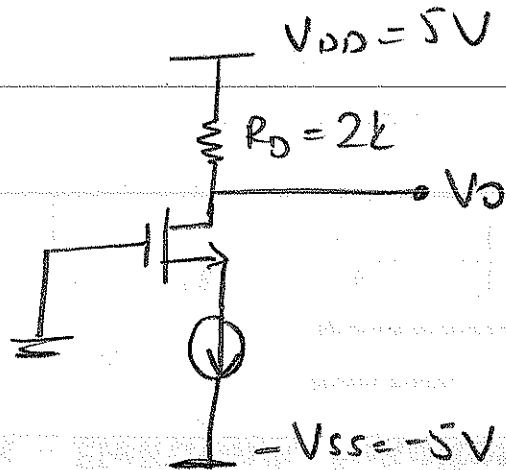 VDD = 5V
RD = 2k
VO
-VSS = -5V